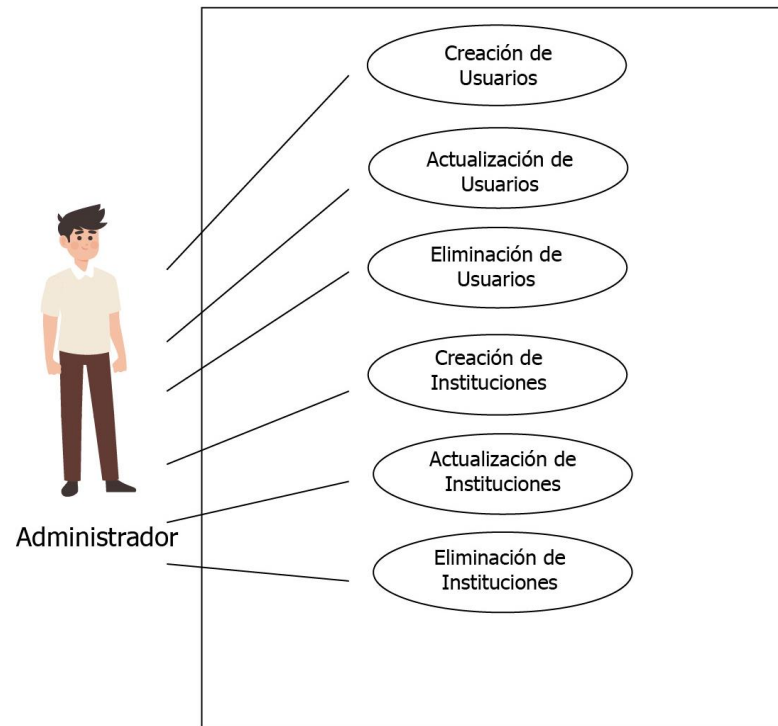 Creación de
Usuarios
Actualización de
Usuarios
Eliminación de
Usuarios
Creación de
Instituciones
Actualización de
Instituciones
Administrador
Eliminación de
Instituciones